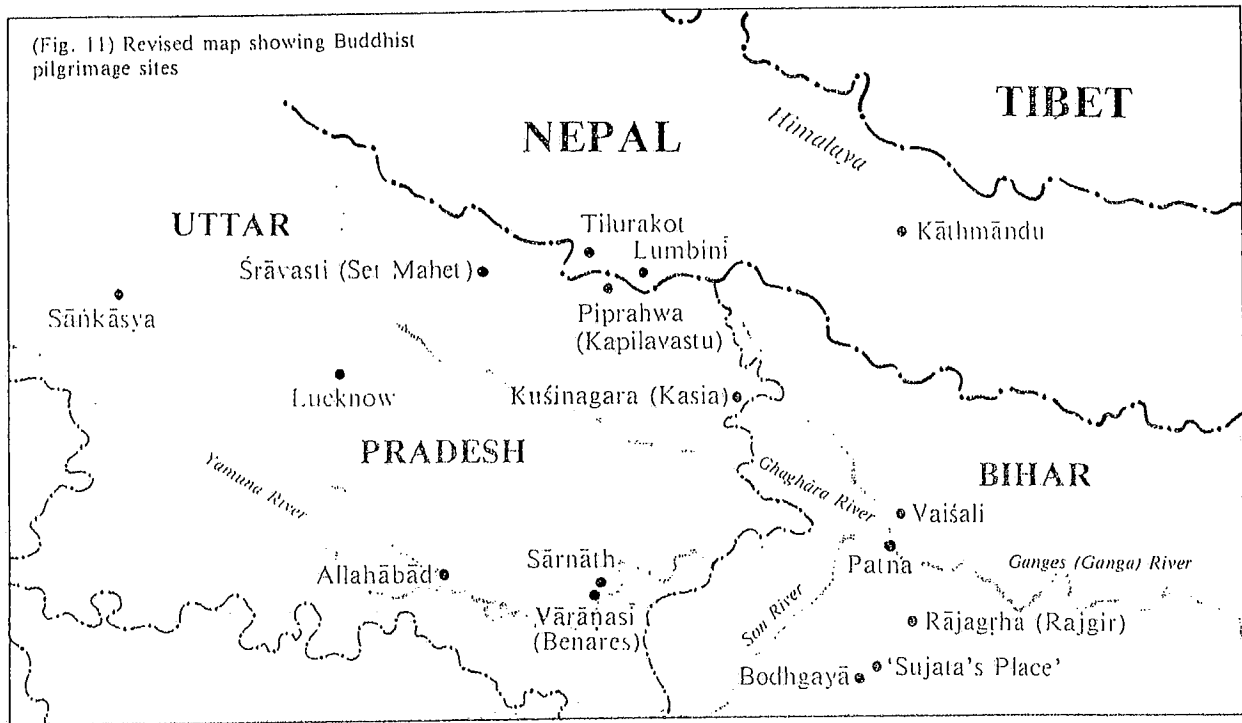 (Fig. 11) Revised map showing Buddhist
pilgrimage sites
TIBET
NEPAL
Himalaya
UTTAR
Tilurakot
Kāthmāndu
Lumbinī
Śrāvasti (Set Mahet)
Sāṅkāsya
Piprahwa
(Kapilavastu)
Lucknow
Kuśinagara (Kasia)
PRADESH
Yamuna River
Ghaghāra River
BIHAR
Vaiśali
Patna
Ganges (Ganga) River
Allahābād
Sārnāth
Vārāṇasī
(Benares)
Son River
Rājagṛha (Rajgir)
'Sujata's Place'
Bodhgayā